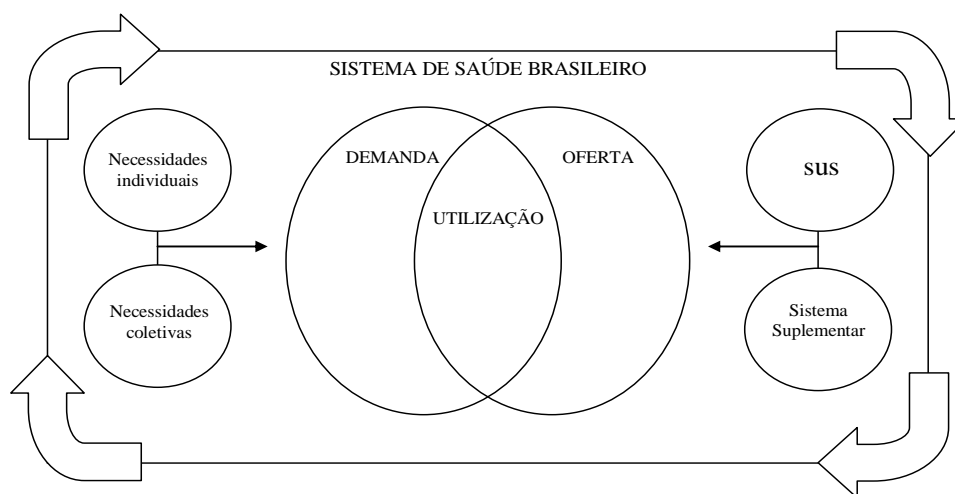 SISTEMA DE SAÚDE BRASILEIRO
Necessidades
individuais
DEMANDA
OFERTA
sus
UTILIZAÇÃO
Necessidades
coletivas
Sistema
Suplementar